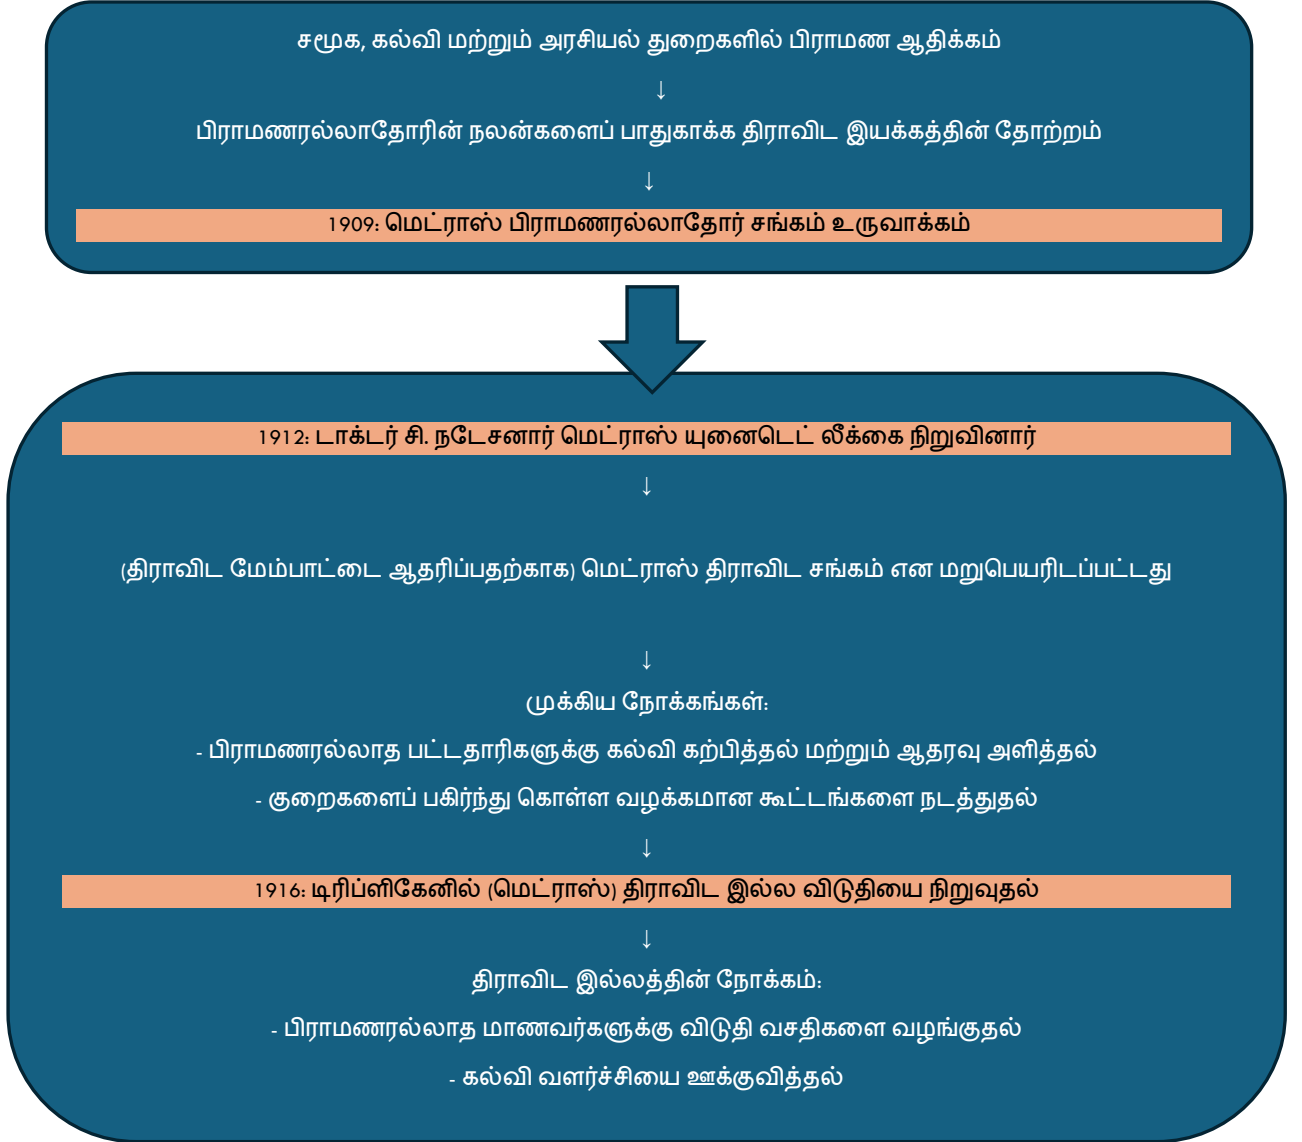 சமூக, கல்வி மற்றும் அரசியல் துறைகளில் பிராமண ஆதிக்கம்
↓
பிராமணரல்லாதோரின் நலன்களைப் பாதுகாக்க திராவிட இயக்கத்தின் தோற்றம்
↓
1909: மெட்ராஸ் பிராமணரல்லாதோர் சங்கம் உருவாக்கம்
1912: டாக்டர் சி. நடேசனார் மெட்ராஸ் யுனைடெட் லீக்கை நிறுவினார்
↓
(திராவிட மேம்பாட்டை ஆதரிப்பதற்காக) மெட்ராஸ் திராவிட சங்கம் என மறுபெயரிடப்பட்டது
↓
முக்கிய நோக்கங்கள்:
- பிராமணரல்லாத பட்டதாரிகளுக்கு கல்வி கற்பித்தல் மற்றும் ஆதரவு அளித்தல்
- குறைகளைப் பகிர்ந்து கொள்ள வழக்கமான கூட்டங்களை நடத்துதல்
↓
1916: டிரிப்ளிகேனில் (மெட்ராஸ்) திராவிட இல்ல விடுதியை நிறுவுதல்
↓
திராவிட இல்லத்தின் நோக்கம்:
- பிராமணரல்லாத மாணவர்களுக்கு விடுதி வசதிகளை வழங்குதல்
- கல்வி வளர்ச்சியை ஊக்குவித்தல்